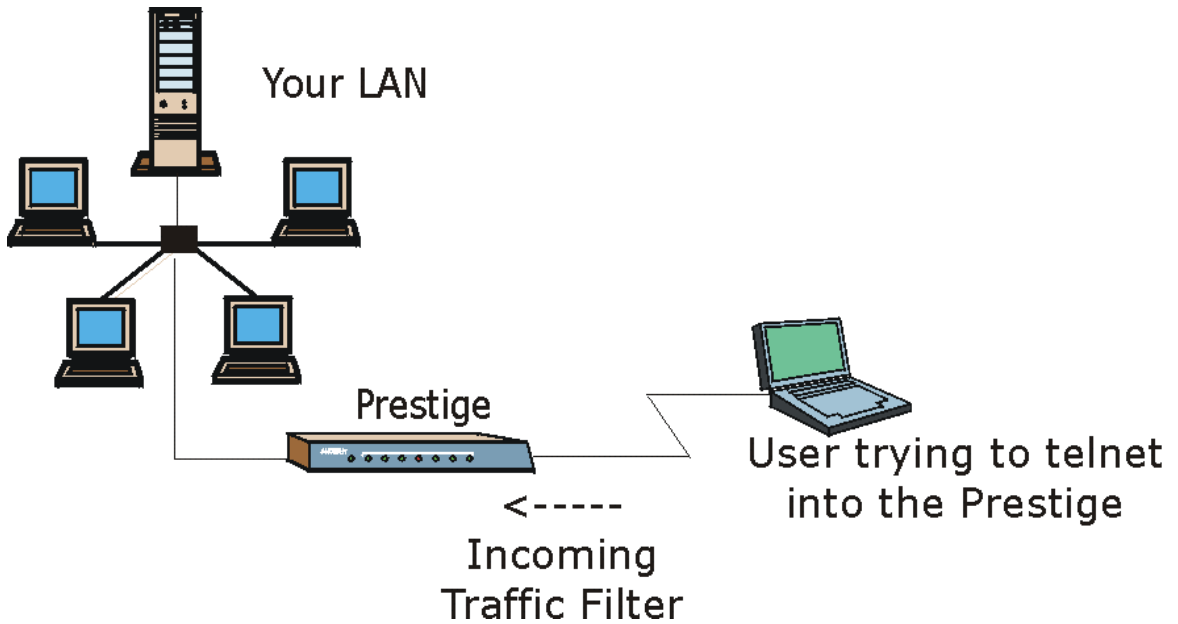 Your LAN
Prestige
User trying to telnet
into the Prestige
<-----
Incoming
Traffic Filter